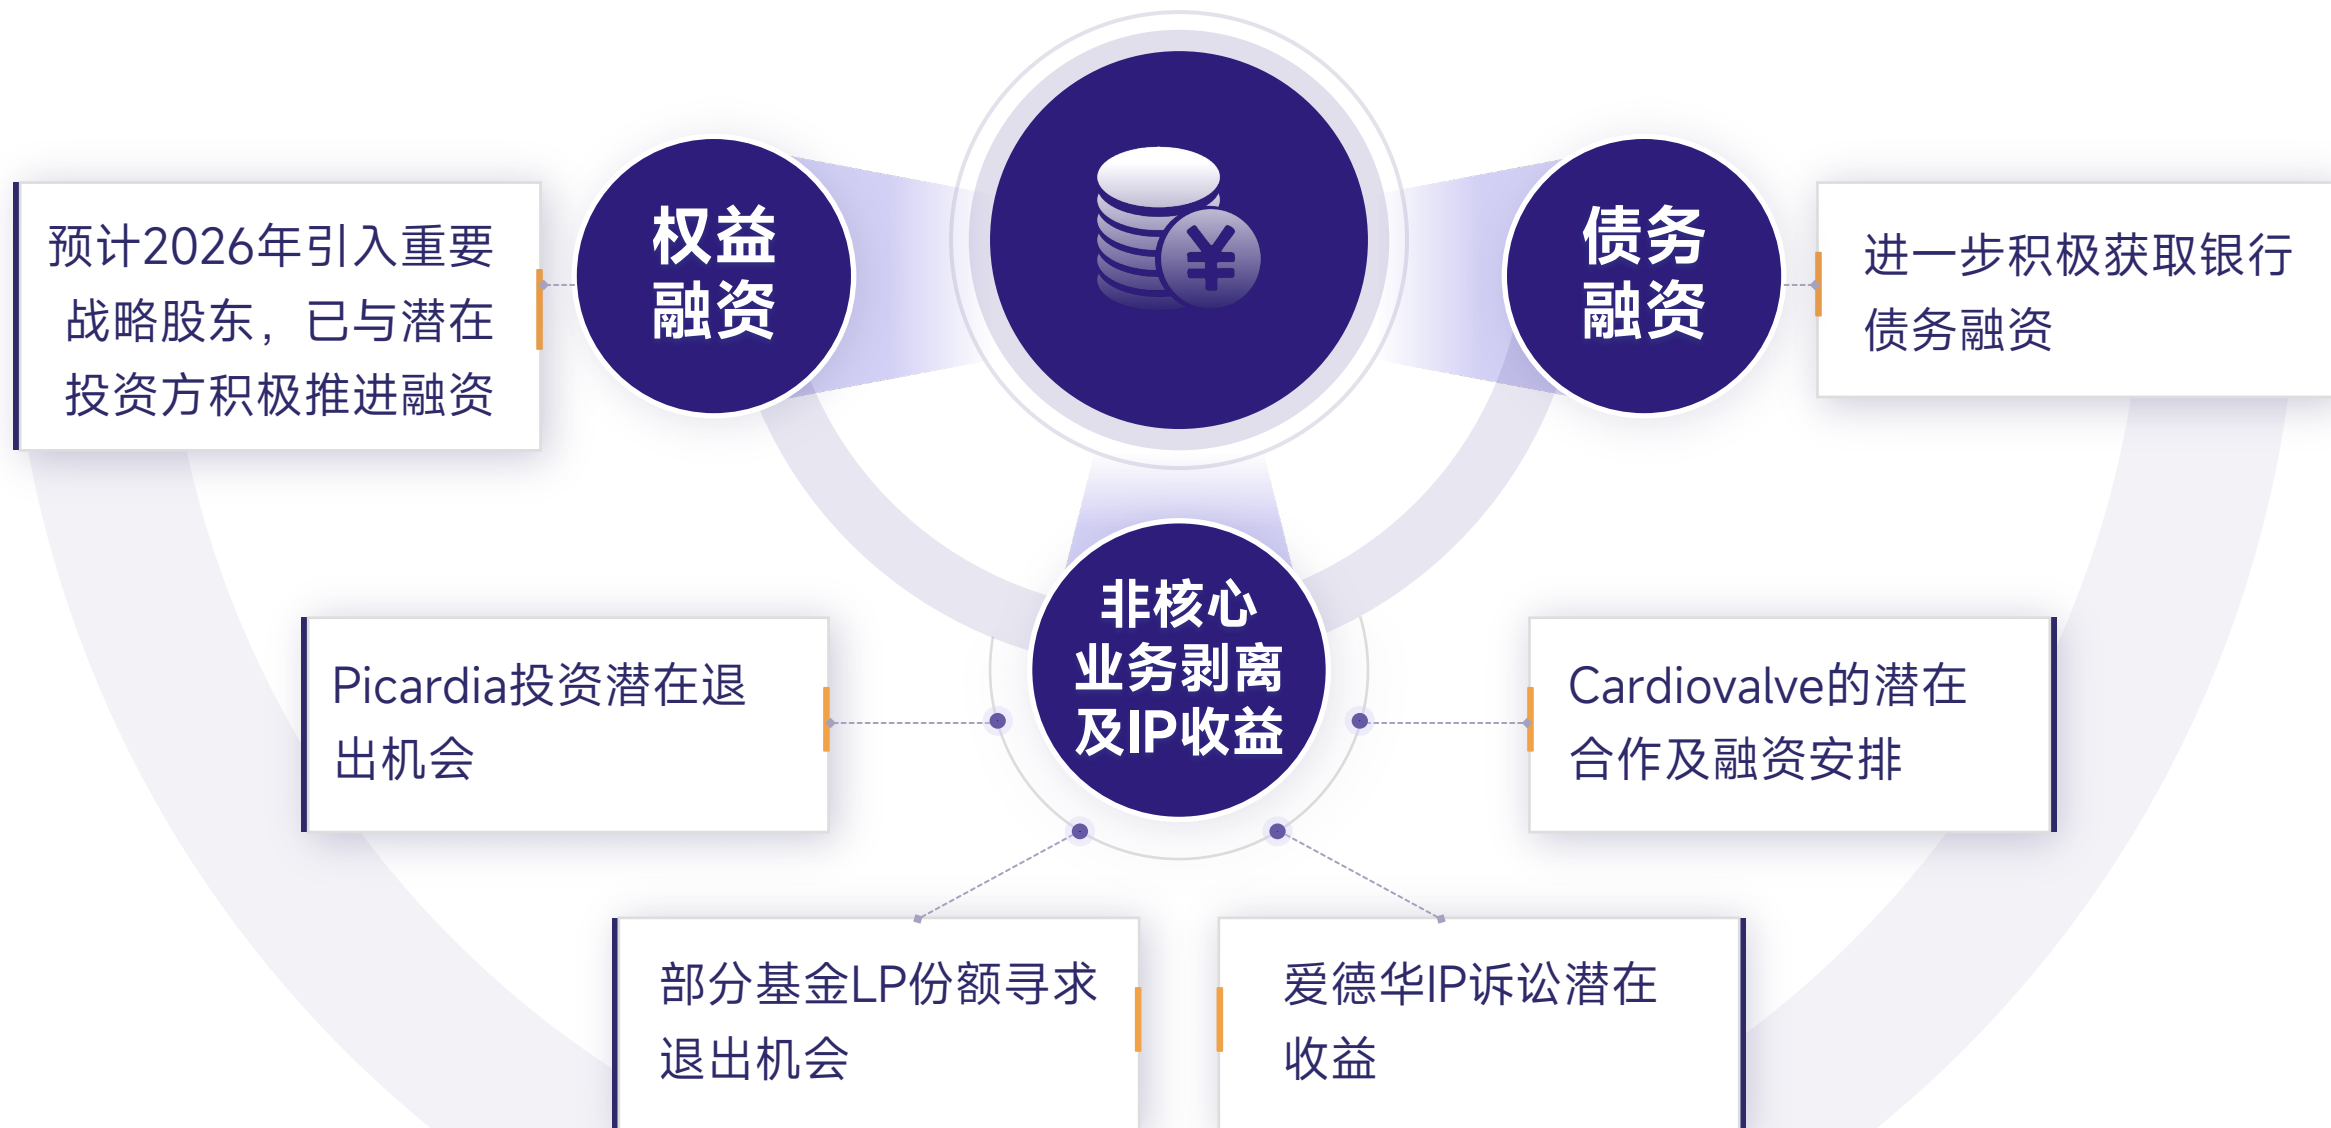 预计2026年引入重要
战略股东，已与潜在
投资方积极推进融资
权益
融资
¥
债务
融资
进一步积极获取银行
债务融资
非核心
业务剥离
及IP收益
Picardia投资潜在退
出机会
Cardiovalve的潜在
合作及融资安排
部分基金LP份额寻求
退出机会
爱德华IP诉讼潜在
收益